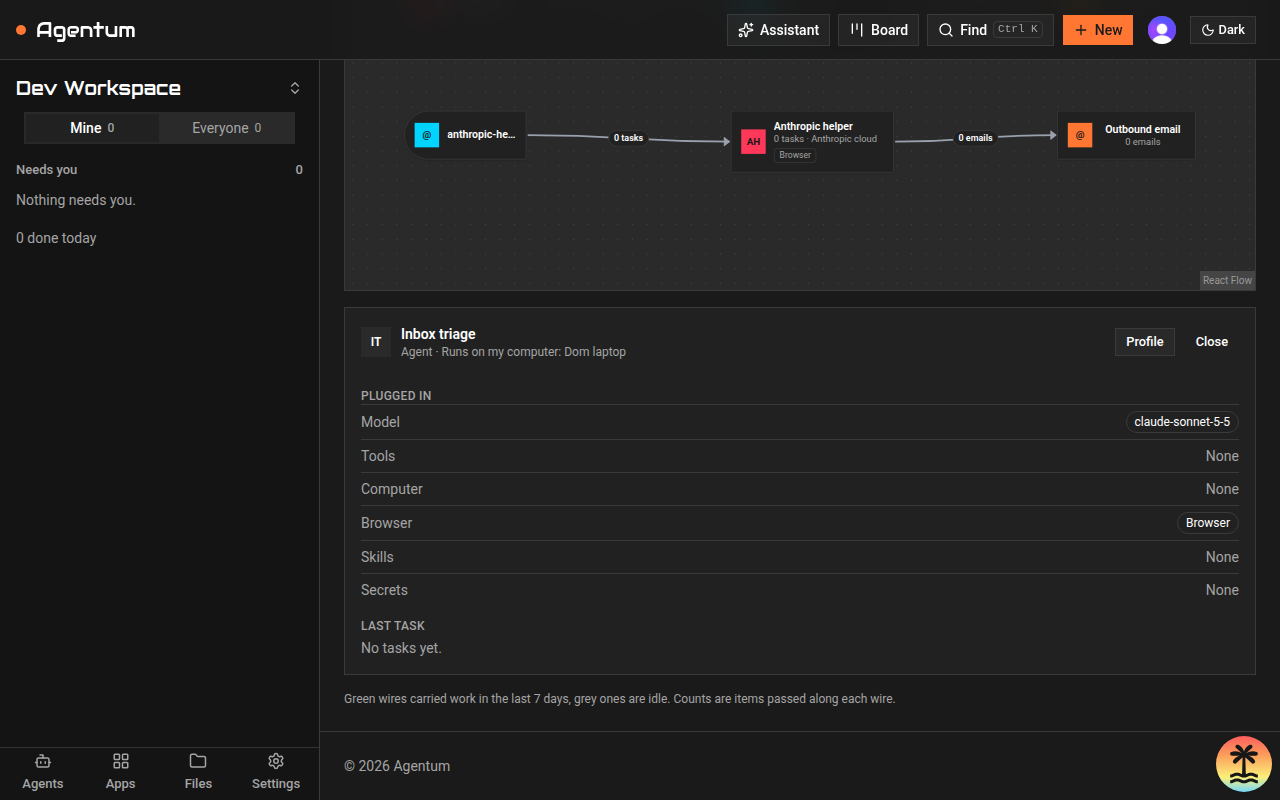 Agentum
Assistant
Board
Find Ctrl K
New
Dark
Dev Workspace
Mine 0
Everyone 0
Needs you 0
Nothing needs you.
0 done today
@ anthropic-he…
0 tasks
AH
Anthropic helper
0 tasks · Anthropic cloud
Browser
0 emails
@
Outbound email
0 emails
React Flow
IT
Inbox triage
Agent · Runs on my computer: Dom laptop
Profile
Close
PLUGGED IN
Model claude-sonnet-5-5
Tools None
Computer None
Browser Browser
Skills None
Secrets None
LAST TASK
No tasks yet.
Green wires carried work in the last 7 days, grey ones are idle. Counts are items passed along each wire.
Agents
Apps
Files
Settings
© 2026 Agentum